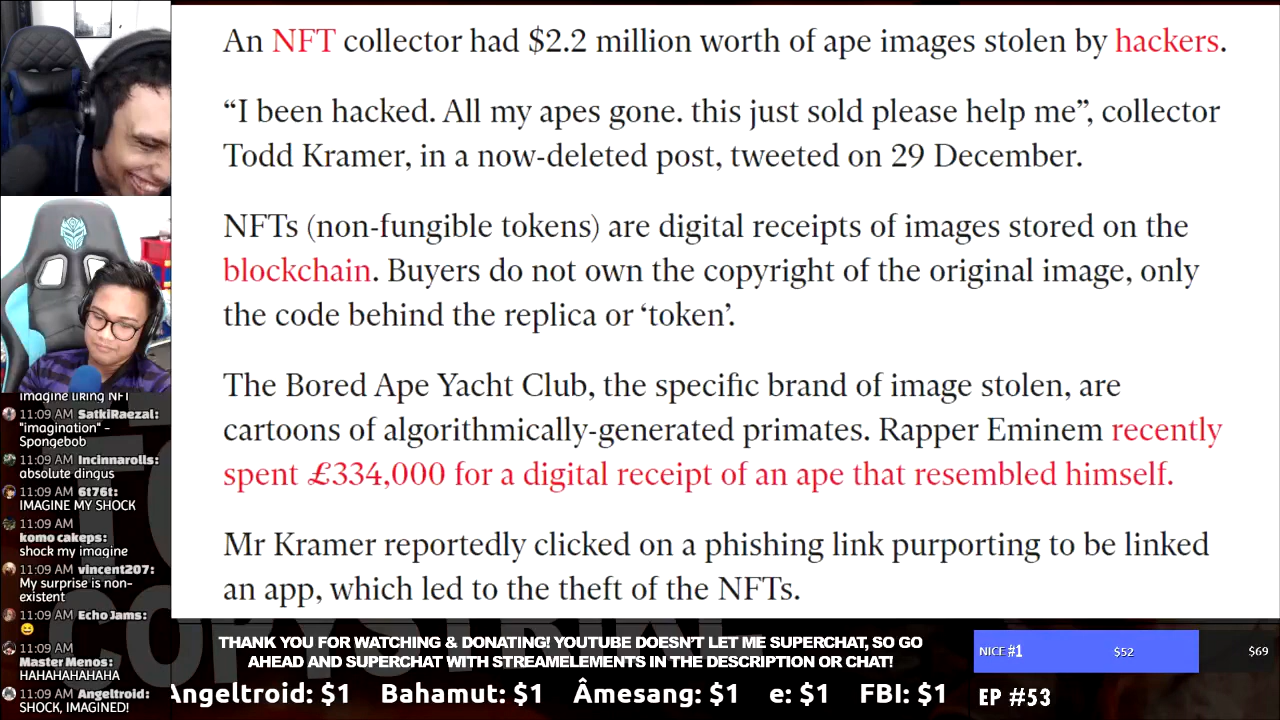 An NFT collector had $2.2 million worth of ape images stolen by hackers.
“I been hacked. All my apes gone. this just sold please help me”, collector
Todd Kramer, in a now-deleted post, tweeted on 29 December.
NFTs (non-fungible tokens) are digital receipts of images stored on the
blockchain. Buyers do not own the copyright of the original image, only
the code behind the replica or ‘token’.
The Bored Ape Yacht Club, the specific brand of image stolen, are
cartoons of algorithmically-generated primates. Rapper Eminem recently
spent £334,000 for a digital receipt of an ape that resembled himself.
Mr Kramer reportedly clicked on a phishing link purporting to be linked
an app, which led to the theft of the NFTs.
imagine liking NFT
11:09 AM SatkiRaezal:
"imagination" -
Spongebob
11:09 AM Incinnarolls:
absolute dingus
11:09 AM 6t76t:
IMAGINE MY SHOCK
11:09 AM
komo cakeps:
shock my imagine
11:09 AM vincent207:
My surprise is non-
existent
11:09 AM Echo Jams:
11:09 AM
Master Menos:
HAHAHAHAHAHA
11:09 AM Angeltroid:
SHOCK, IMAGINED!
THANK YOU FOR WATCHING & DONATING! YOUTUBE DOESN'T LET ME SUPERCHAT, SO GO
AHEAD AND SUPERCHAT WITH STREAMELEMENTS IN THE DESCRIPTION OR CHAT!
NICE #1 $52 $69
Angeltroid: $1 Bahamut: $1 Âmesang: $1 e: $1 FBI: $1
EP #53